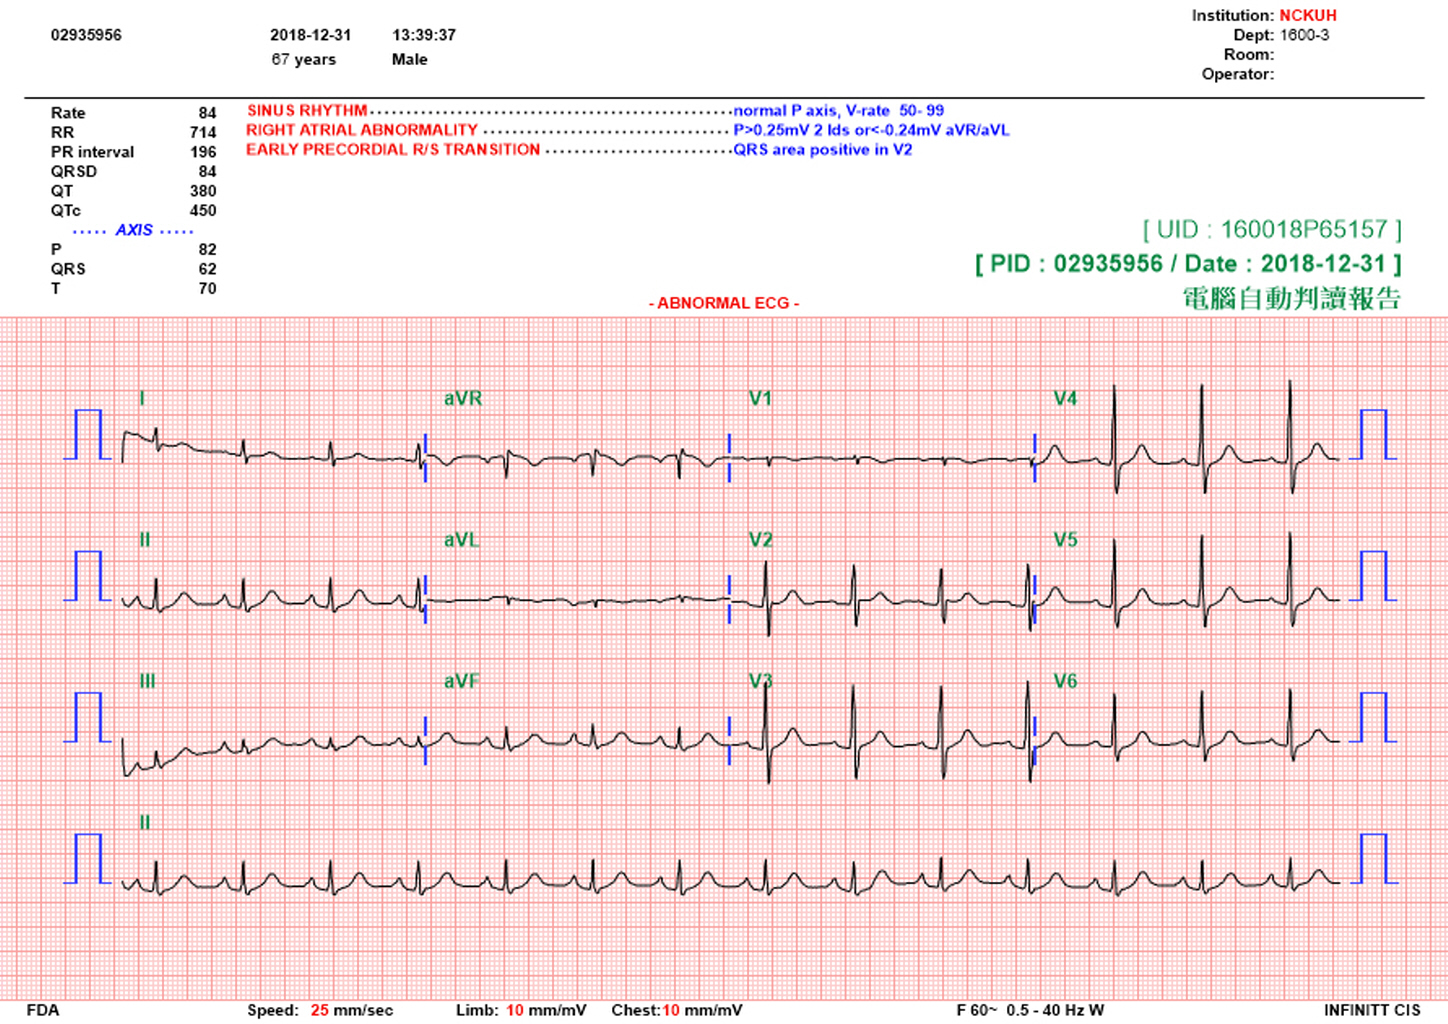 Institution: NCKUH
02935956 2018-12-31 13:39:37 Dept: 1600-3
67 years Male Room:
Operator:
Rate 84 SINUS RHYTHM normal P axis, V-rate 50- 99
RR 714 RIGHT ATRIAL ABNORMALITY P>0.25mV 2 lds or<-0.24mV aVR/aVL
PR interval 196 EARLY PRECORDIAL R/S TRANSITION QRS area positive in V2
QRSD 84
QT 380
QTc 450
····· AXIS ·····
[ UID : 160018P65157 ]
P 82
[ PID : 02935956 / Date : 2018-12-31 ]
QRS 62
T 70
電腦自動判讀報告
- ABNORMAL ECG -
I aVR V1 V4
II aVL V2 V5
III aVF V3 V6
II
FDA Speed: 25 mm/sec Limb: 10 mm/mV Chest:10 mm/mV F 60~ 0.5 - 40 Hz W INFINITT CIS